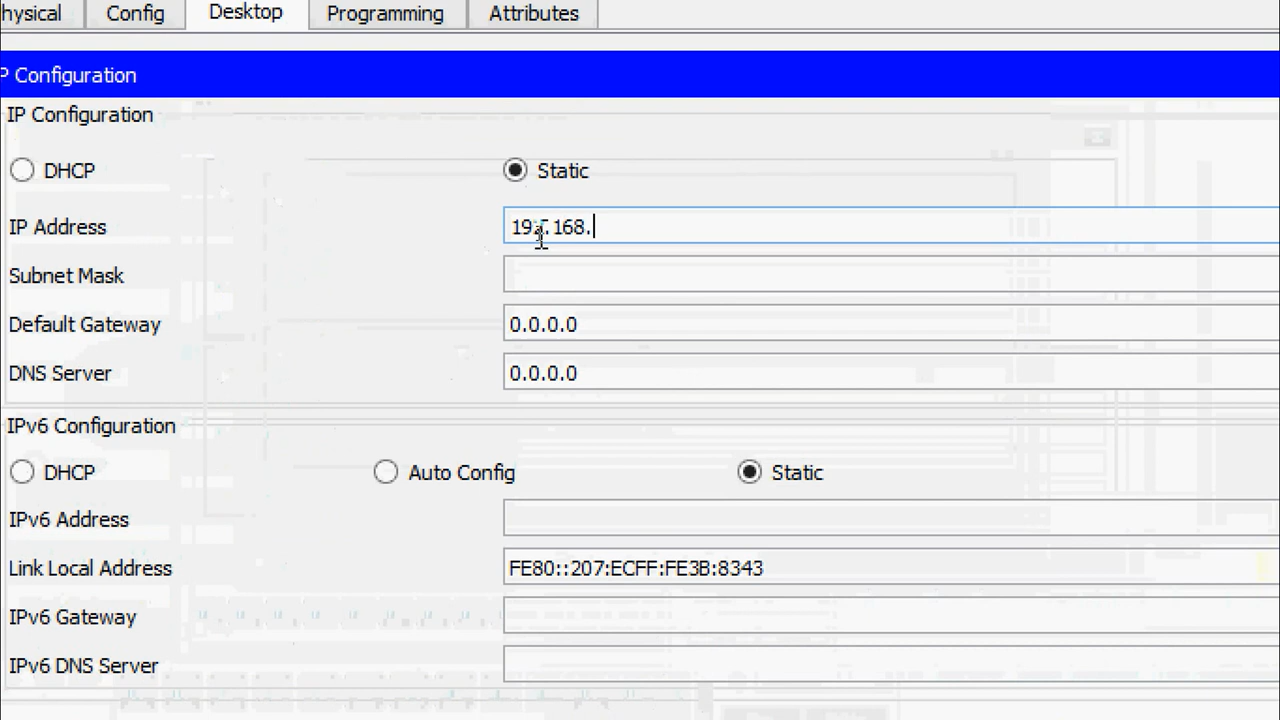 hysical Config Desktop Programming Attributes
P Configuration
IP Configuration
DHCP Static
IP Address
Subnet Mask
Default Gateway 0.0.0.0
DNS Server 0.0.0.0
IPv6 Configuration
DHCP Auto Config Static
IPv6 Address
Link Local Address FE80::207:ECFF:FE3B:8343
IPv6 Gateway
IPv6 DNS Server